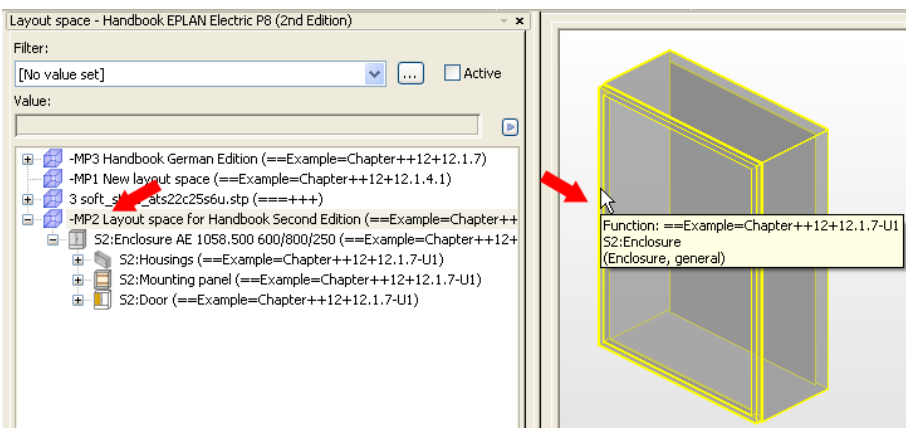 Layout space - Handbook EPLAN Electric P8 (2nd Edition)
Filter:
[No value set]
...
Active
Value:
-MP3 Handbook German Edition (==Example=Chapter++12+12.1.7)
-MP1 New layout space (==Example=Chapter++12+12.1.4.1)
3 soft_ ats22c25s6u.stp (===+++)
-MP2 Layout space for Handbook Second Edition (==Example=Chapter++
S2:Enclosure AE 1058.500 600/800/250 (==Example=Chapter++12+
S2:Housings (==Example=Chapter++12+12.1.7-U1)
S2:Mounting panel (==Example=Chapter++12+12.1.7-U1)
S2:Door (==Example=Chapter++12+12.1.7-U1)
Function: ==Example=Chapter++12+12.1.7-U1
S2:Enclosure
(Enclosure, general)